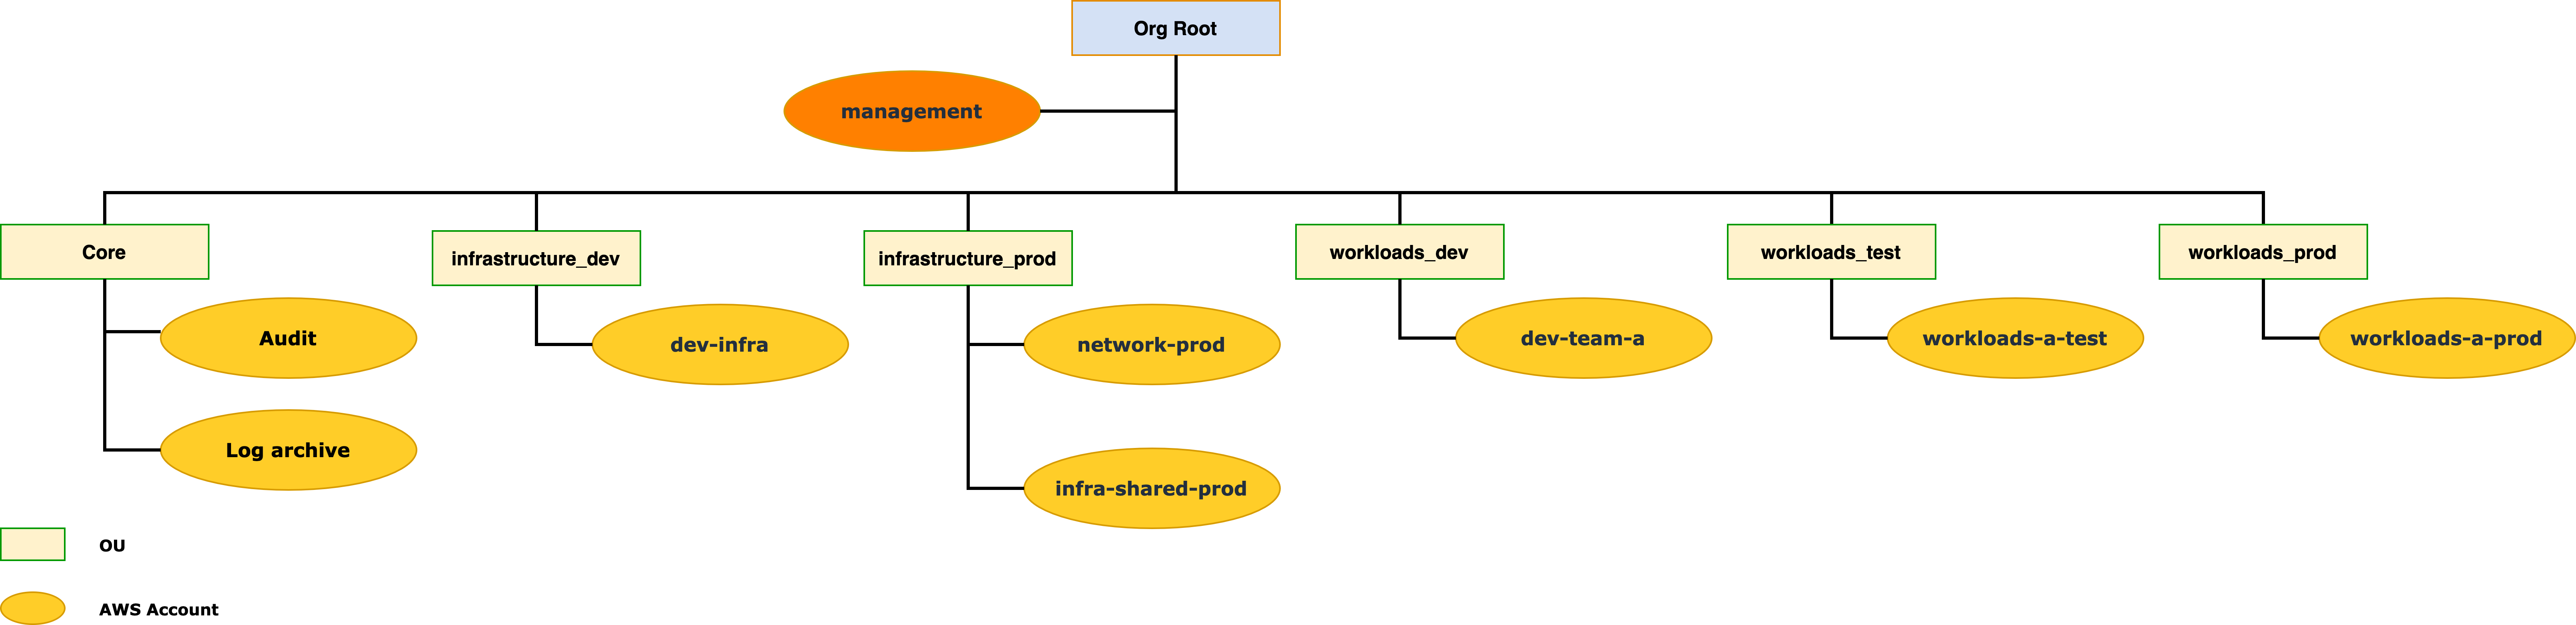 Org Root
management
Core
infrastructure_dev
infrastructure_prod
workloads_dev
workloads_test
workloads_prod
Audit
dev-infra
network-prod
dev-team-a
workloads-a-test
workloads-a-prod
Log archive
infra-shared-prod
OU
AWS Account